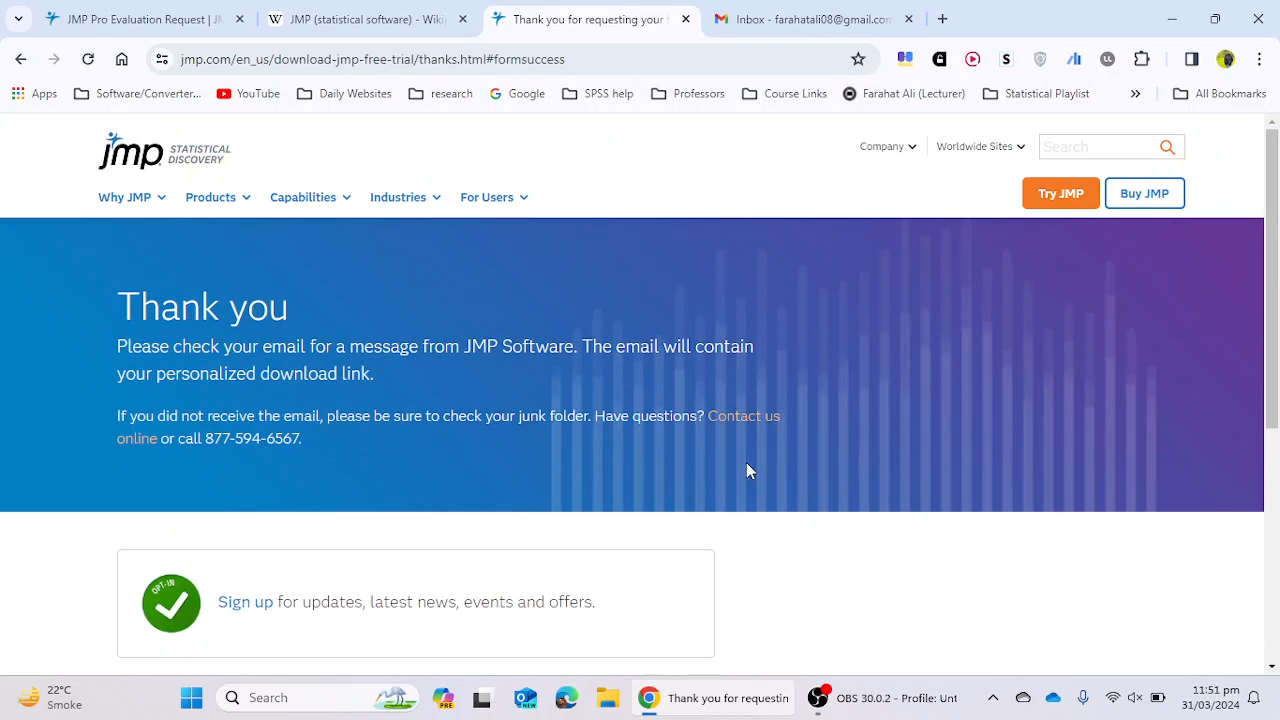 JMP Pro Evaluation Request | JM
JMP (statistical software) - Wiki
Thank you for requesting your
Inbox - farahatali08@gmail.com
jmp.com/en_us/download-jmp-free-trial/thanks.html#formsuccess
Apps
Software/Converter...
YouTube
Daily Websites
research
Google
SPSS help
Professors
Course Links
Farahat Ali (Lecturer)
Statistical Playlist
All Bookmarks
jmp STATISTICAL
DISCOVERY
Company
Worldwide Sites
Search
Why JMP
Products
Capabilities
Industries
For Users
Try JMP
Buy JMP
Thank you
Please check your email for a message from JMP Software. The email will contain
your personalized download link.
If you did not receive the email, please be sure to check your junk folder. Have questions? Contact us
online or call 877-594-6567.
OPT-IN
Sign up for updates, latest news, events and offers.
22°C
Smoke
Search
PRE
NEW
Thank you for requestin
OBS 30.0.2 - Profile: Unt
11:51 pm
31/03/2024